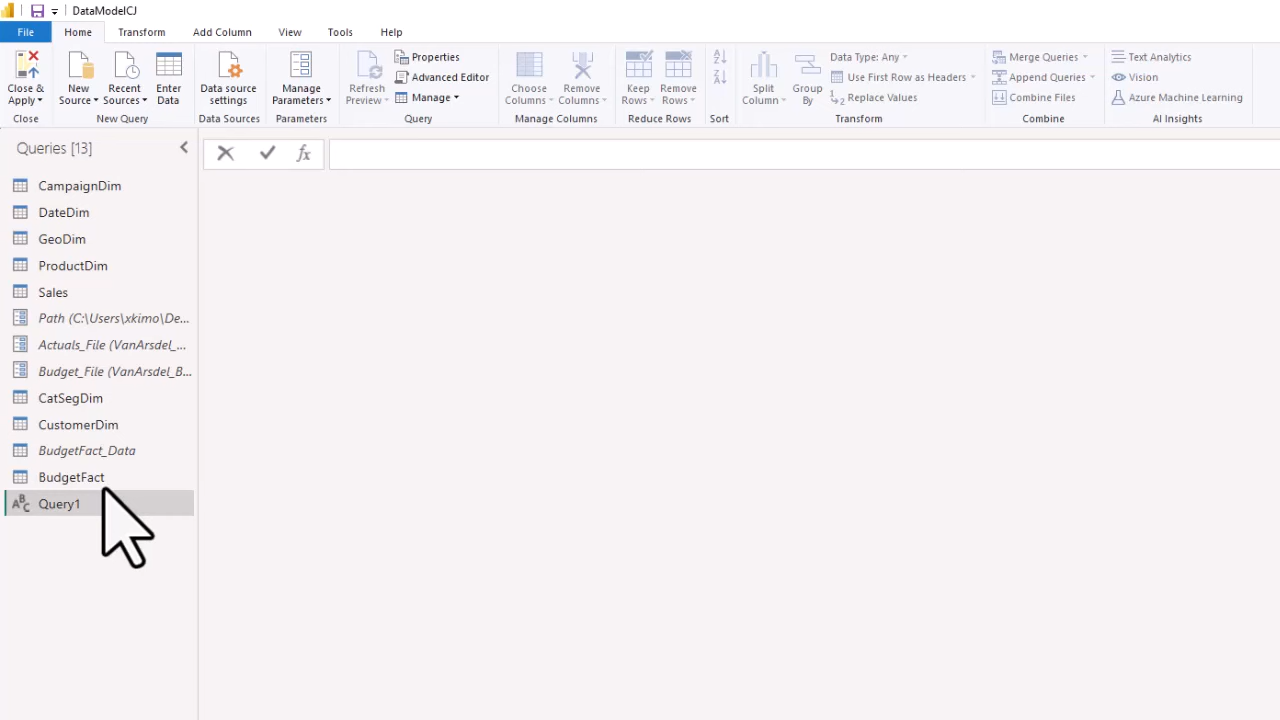 DataModelCJ
File Home Transform Add Column View Tools Help
Close & Apply
New Source
Recent Sources
Enter Data
Data source settings
Manage Parameters
Refresh Preview
Properties
Advanced Editor
Manage
Choose Columns
Remove Columns
Keep Rows
Remove Rows
Split Column
Group By
Data Type: Any
Use First Row as Headers
Replace Values
Merge Queries
Append Queries
Combine Files
Text Analytics
Vision
Azure Machine Learning
Close New Query Data Sources Parameters Query Manage Columns Reduce Rows Sort Transform Combine AI Insights
Queries [13]
fx
CampaignDim
DateDim
GeoDim
ProductDim
Sales
Path (C:\Users\xkimo\De...
Actuals_File (VanArsdel_...
Budget_File (VanArsdel_B...
CatSegDim
CustomerDim
BudgetFact_Data
BudgetFact
ABC Query1